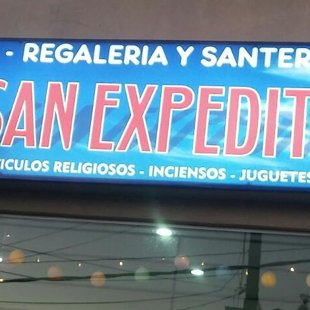 - REGALERIA Y SANTER
SAN EXPEDIT
ICULOS RELIGIOSOS - INCIENSOS - JUGUETES